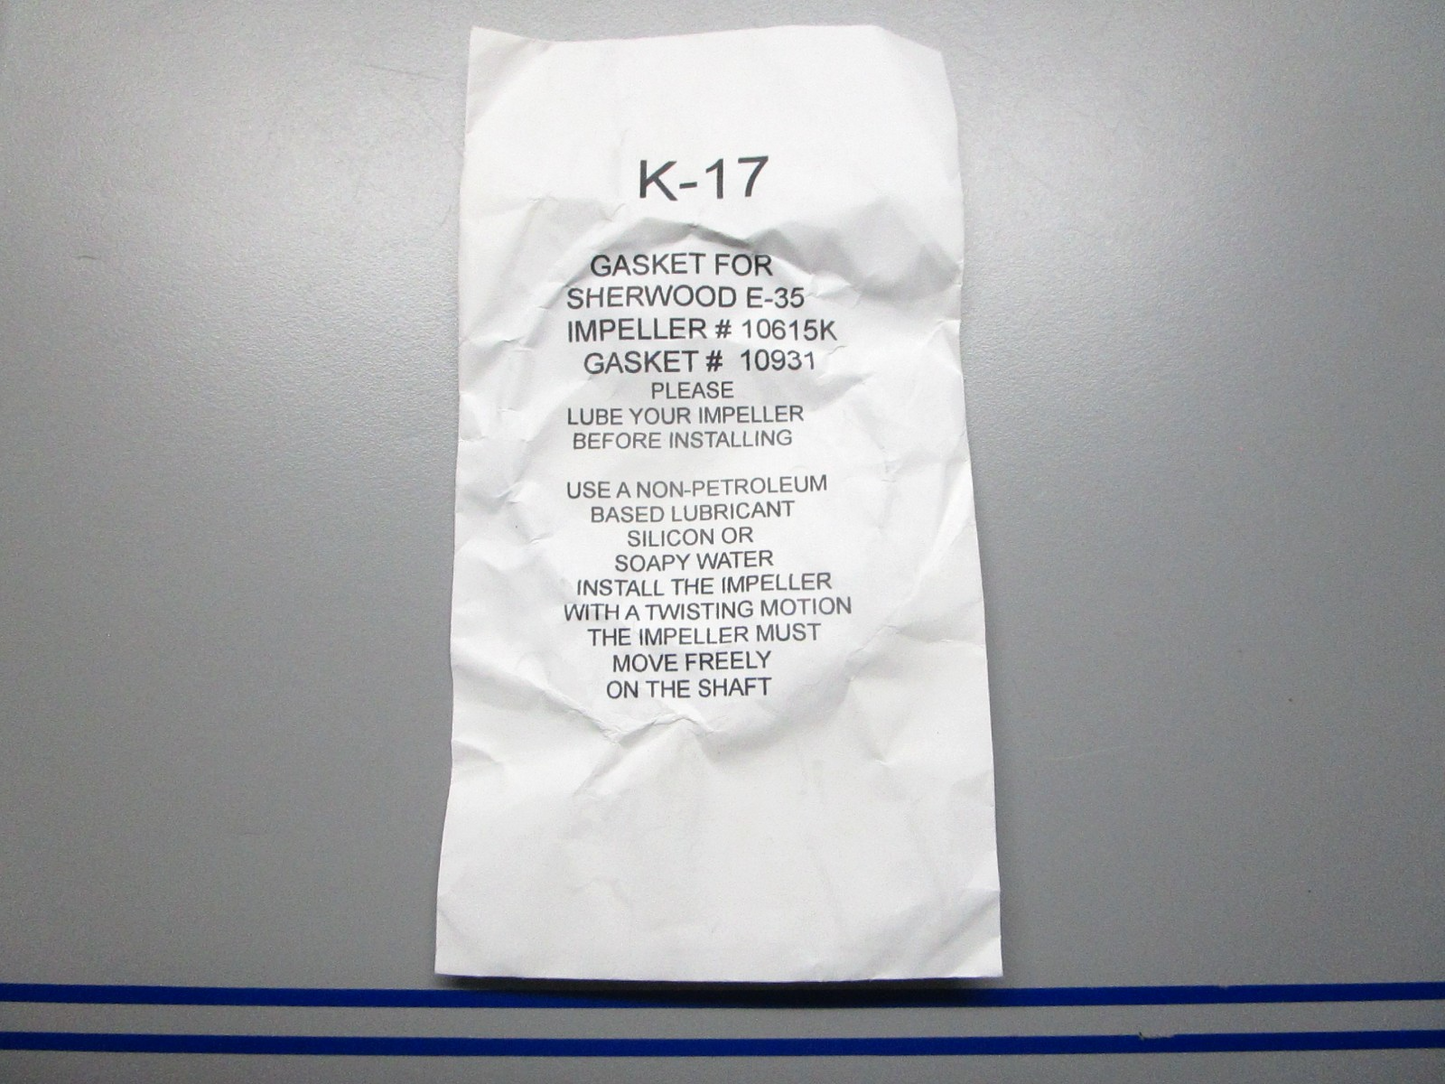 K-17
GASKET FOR
SHERWOOD E-35
IMPELLER # 10615K
GASKET # 10931
PLEASE
LUBE YOUR IMPELLER
BEFORE INSTALLING
USE A NON-PETROLEUM
BASED LUBRICANT
SILICON OR
SOAPY WATER
INSTALL THE IMPELLER
WITH A TWISTING MOTION
THE IMPELLER MUST
MOVE FREELY
ON THE SHAFT